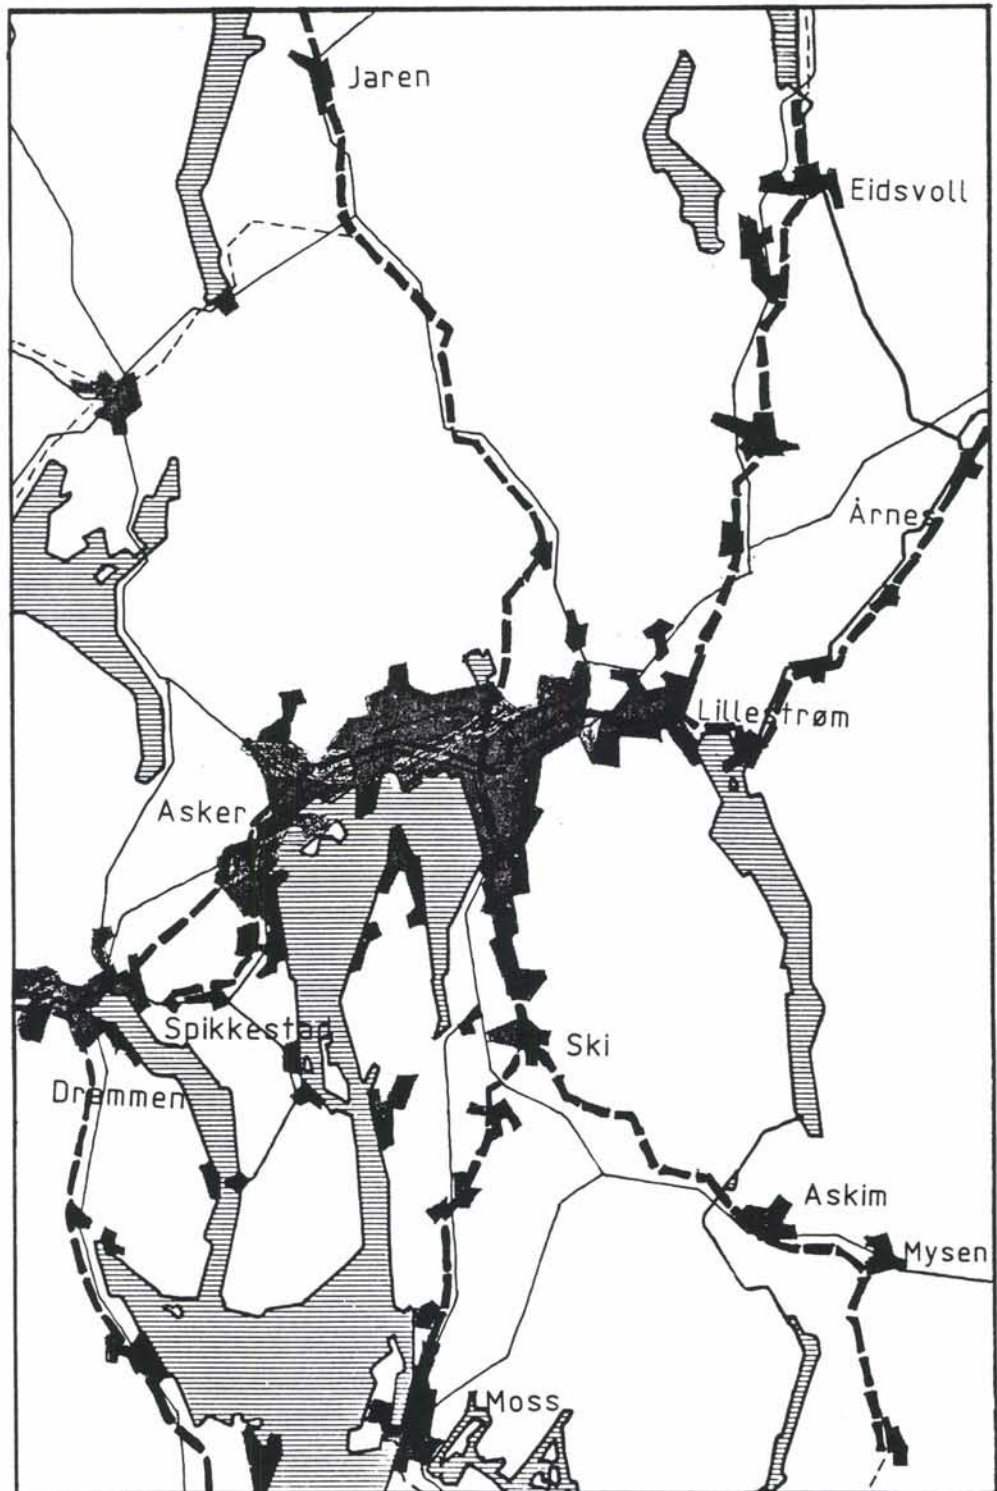 Jaren
Eidsvoll
Årnes
Lillestrøm
Asker
Spikkestad
Ski
Drammen
Askim
Mysen
Moss